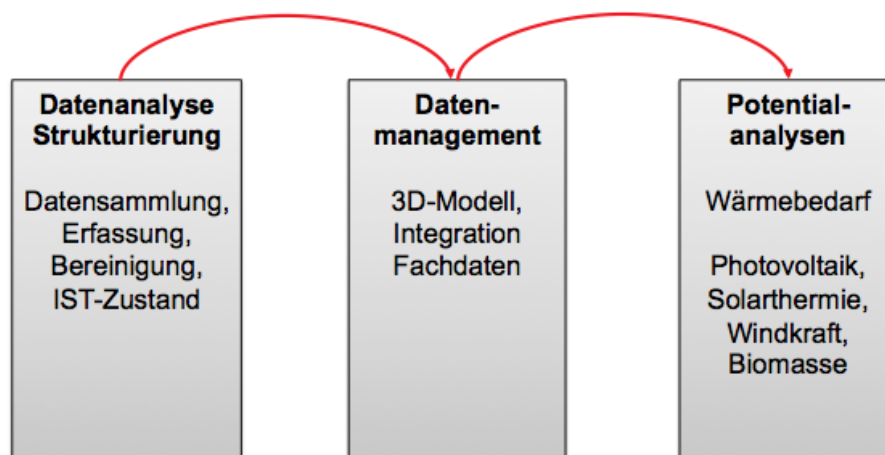 Datenanalyse
Strukturierung
Datensammlung,
Erfassung,
Bereinigung,
IST-Zustand
Daten-
management
3D-Modell,
Integration
Fachdaten
Potential-
analysen
Wärmebedarf
Photovoltaik,
Solarthermie,
Windkraft,
Biomasse